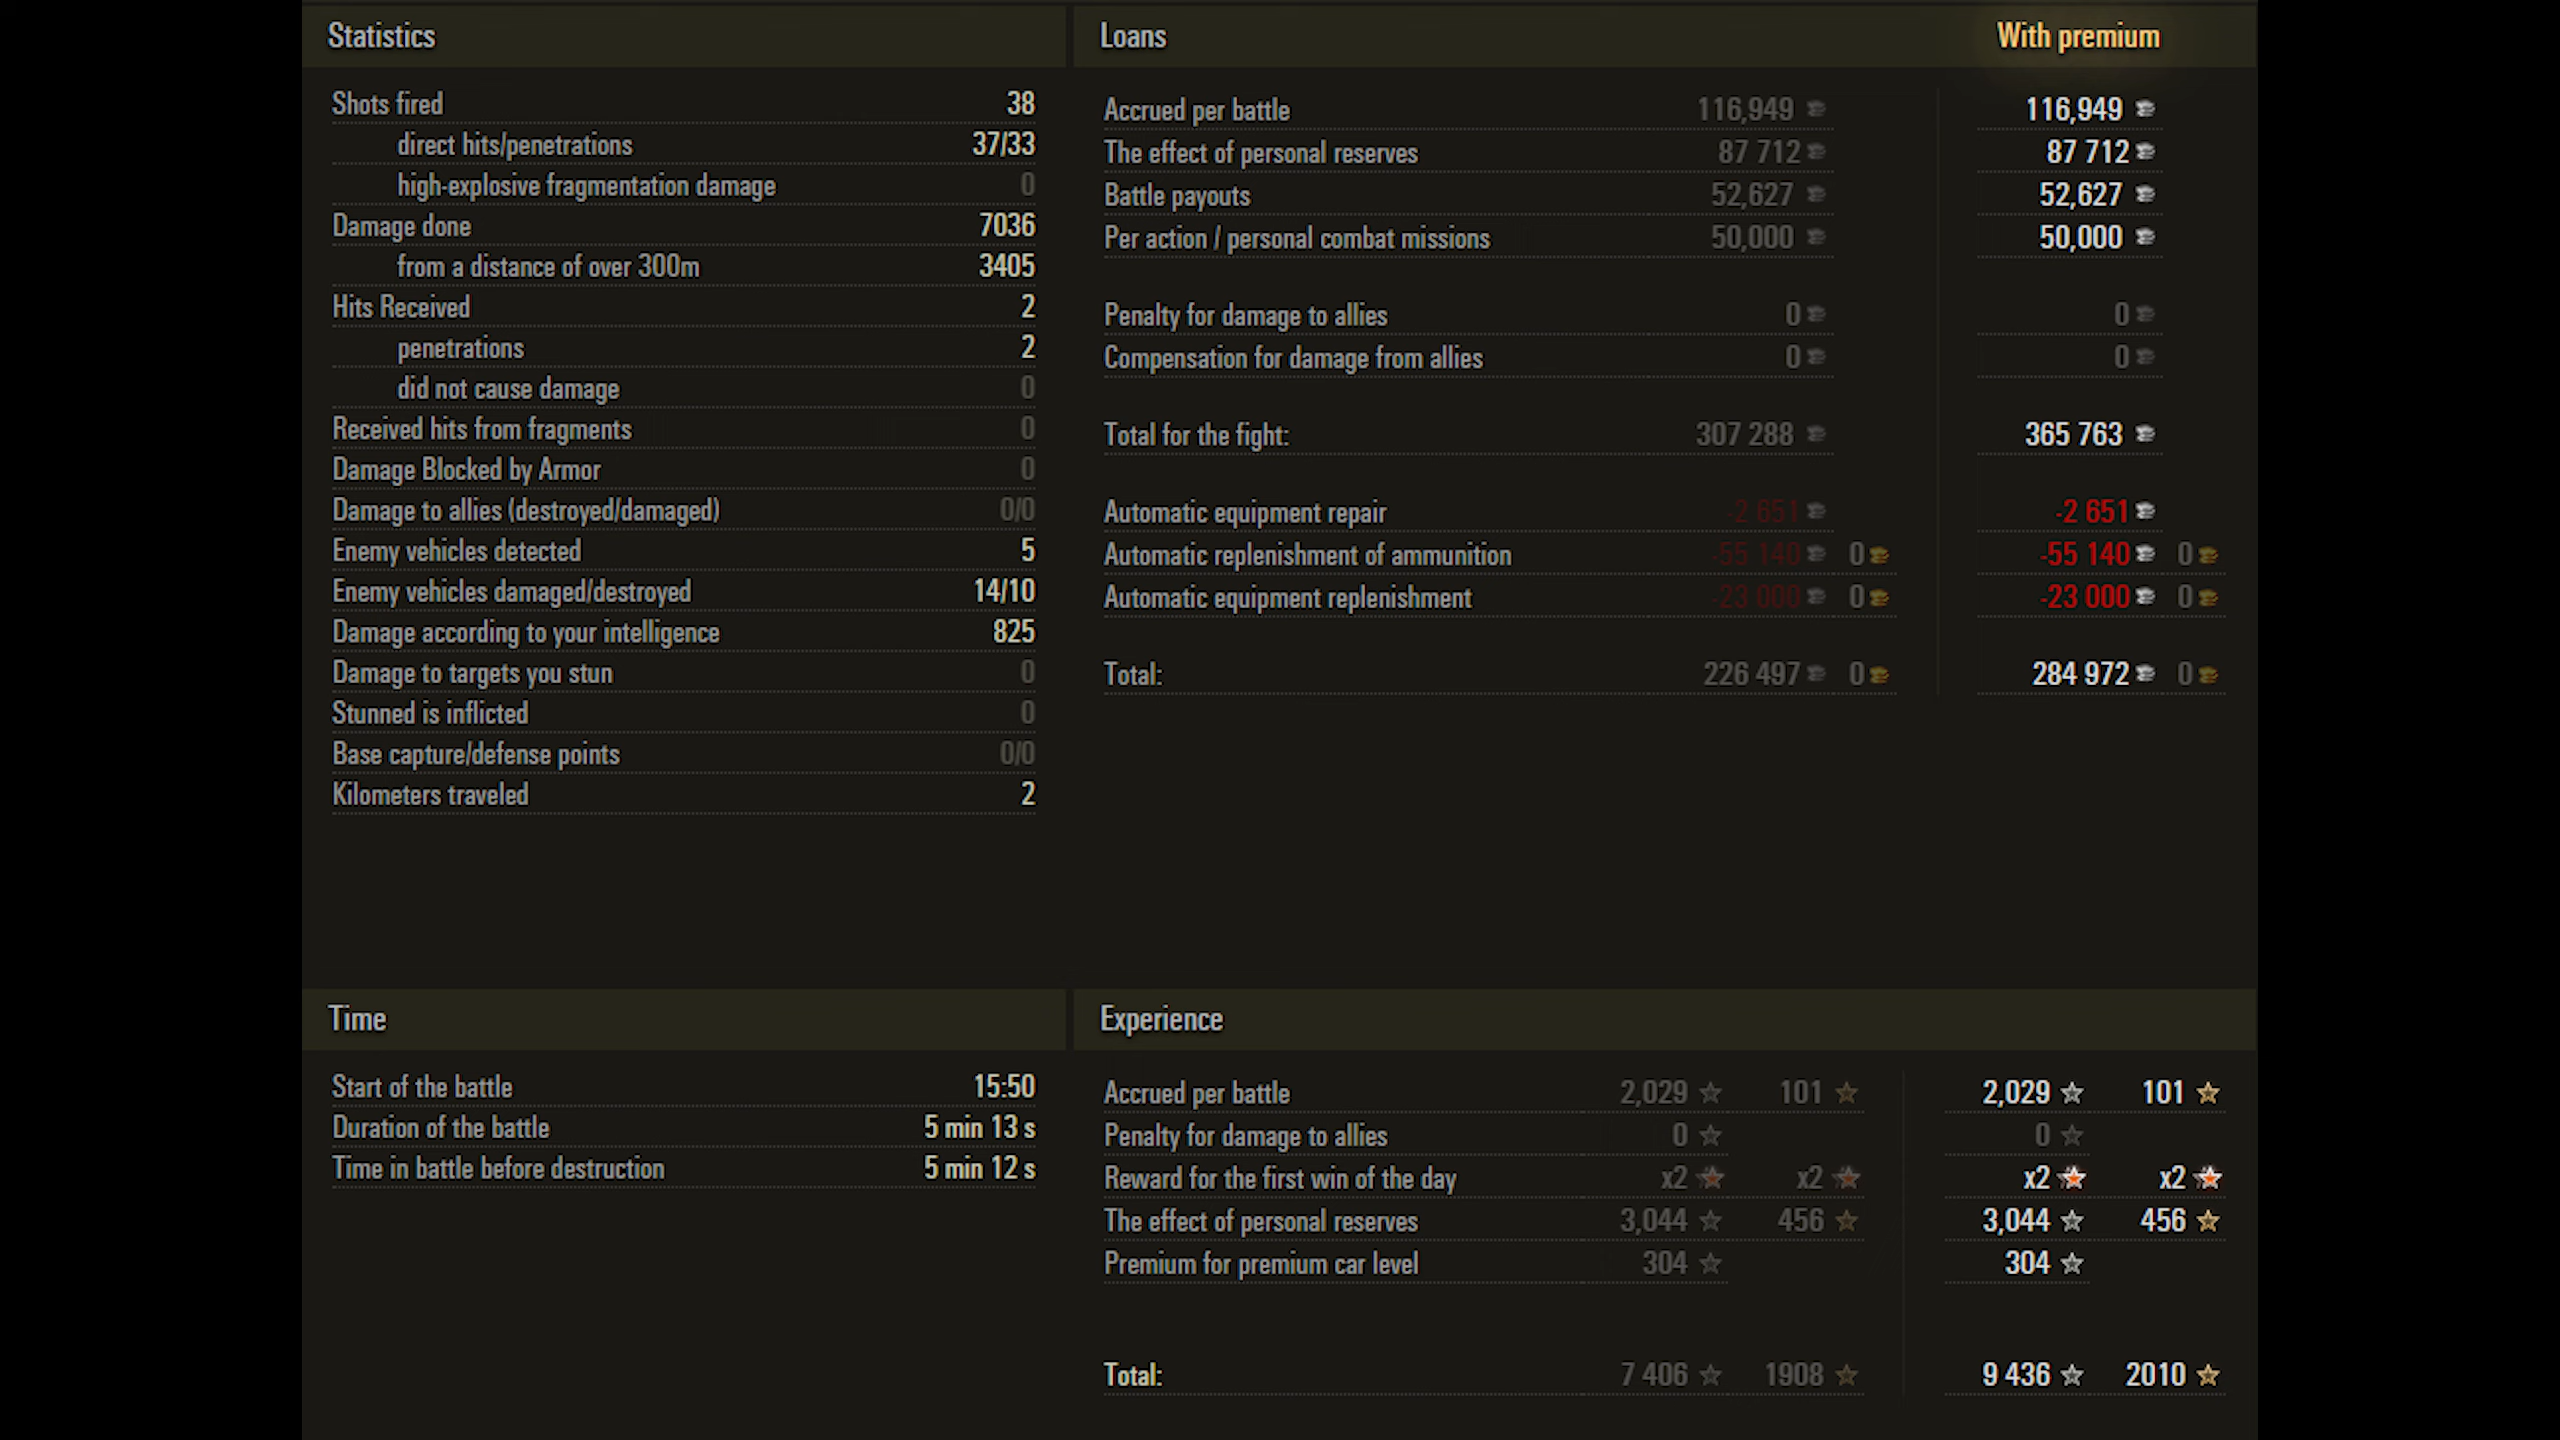 Statistics
Shots fired 38
direct hits/penetrations 37/33
high-explosive fragmentation damage 0
Damage done 7036
from a distance of over 300m 3405
Hits Received 2
penetrations 2
did not cause damage 0
Received hits from fragments 0
Damage Blocked by Armor 0
Damage to allies (destroyed/damaged) 0/0
Enemy vehicles detected 5
Enemy vehicles damaged/destroyed 14/10
Damage according to your intelligence 825
Damage to targets you stun 0
Stunned is inflicted 0
Base capture/defense points 0/0
Kilometers traveled 2
Loans With premium
Accrued per battle 116,949 116,949
The effect of personal reserves 87 712 87 712
Battle payouts 52,627 52,627
Per action / personal combat missions 50,000 50,000
Penalty for damage to allies 0 0
Compensation for damage from allies 0 0
Total for the fight: 307 288 365 763
Automatic equipment repair -2 651 -2 651
Automatic replenishment of ammunition -55 140 0 -55 140 0
Automatic equipment replenishment -23 000 0 -23 000 0
Total: 226 497 0 284 972 0
Time
Start of the battle 15:50
Duration of the battle 5 min 13 s
Time in battle before destruction 5 min 12 s
Experience
Accrued per battle 2,029 101 2,029 101
Penalty for damage to allies 0 0
Reward for the first win of the day x2 x2 x2 x2
The effect of personal reserves 3,044 456 3,044 456
Premium for premium car level 304 304
Total: 7 406 1908 9 436 2010